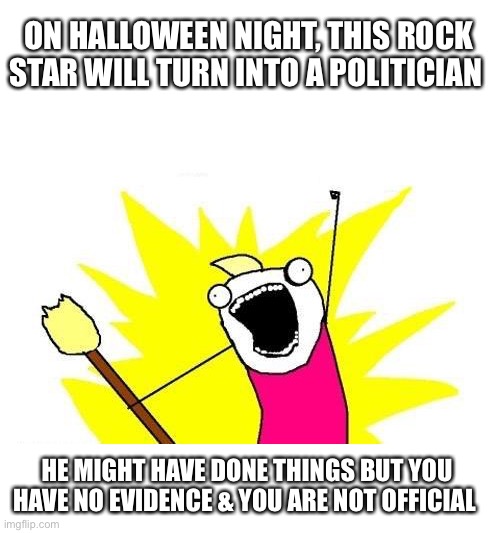 ON HALLOWEEN NIGHT, THIS ROCK
STAR WILL TURN INTO A POLITICIAN
HE MIGHT HAVE DONE THINGS BUT YOU
HAVE NO EVIDENCE & YOU ARE NOT OFFICIAL
imgflip.com